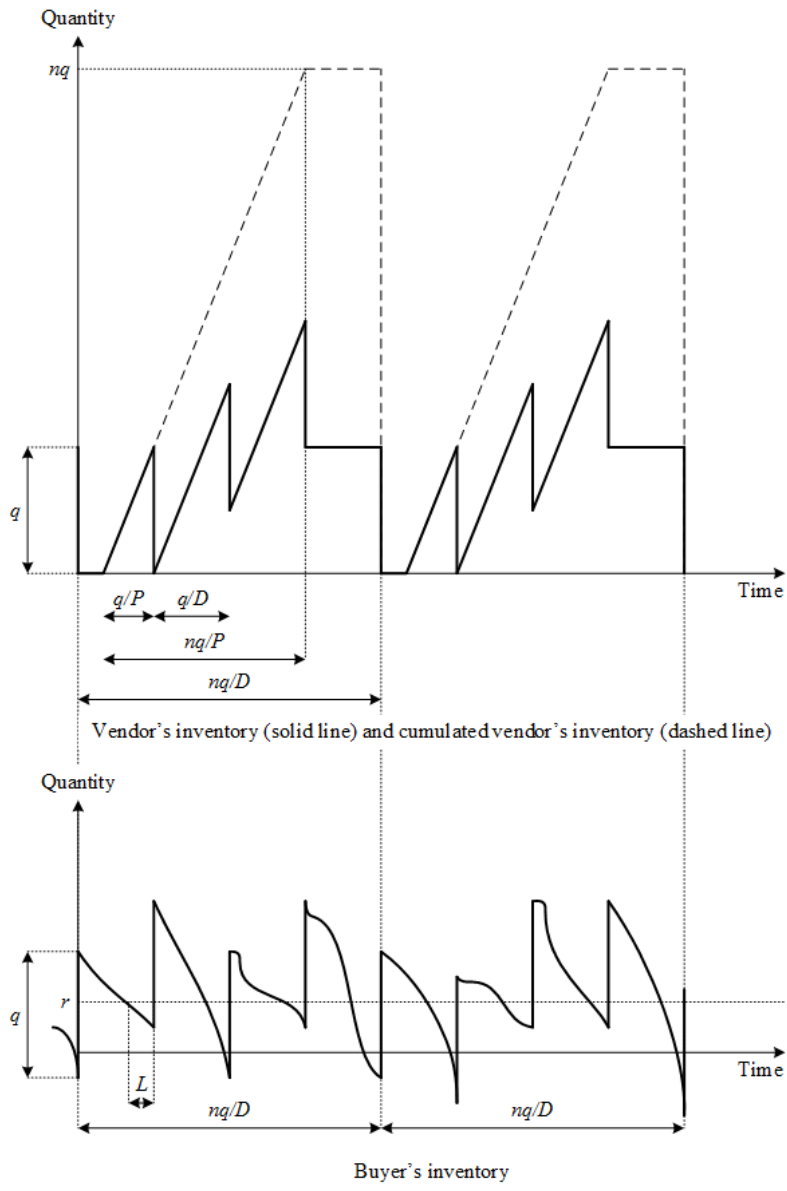 Quantity
nq
q
q/P
q/D
Time
nq/P
nq/D
Vendor's inventory (solid line) and cumulated vendor's inventory (dashed line)
Quantity
r
q
L
Time
nq/D
nq/D
Buyer's inventory